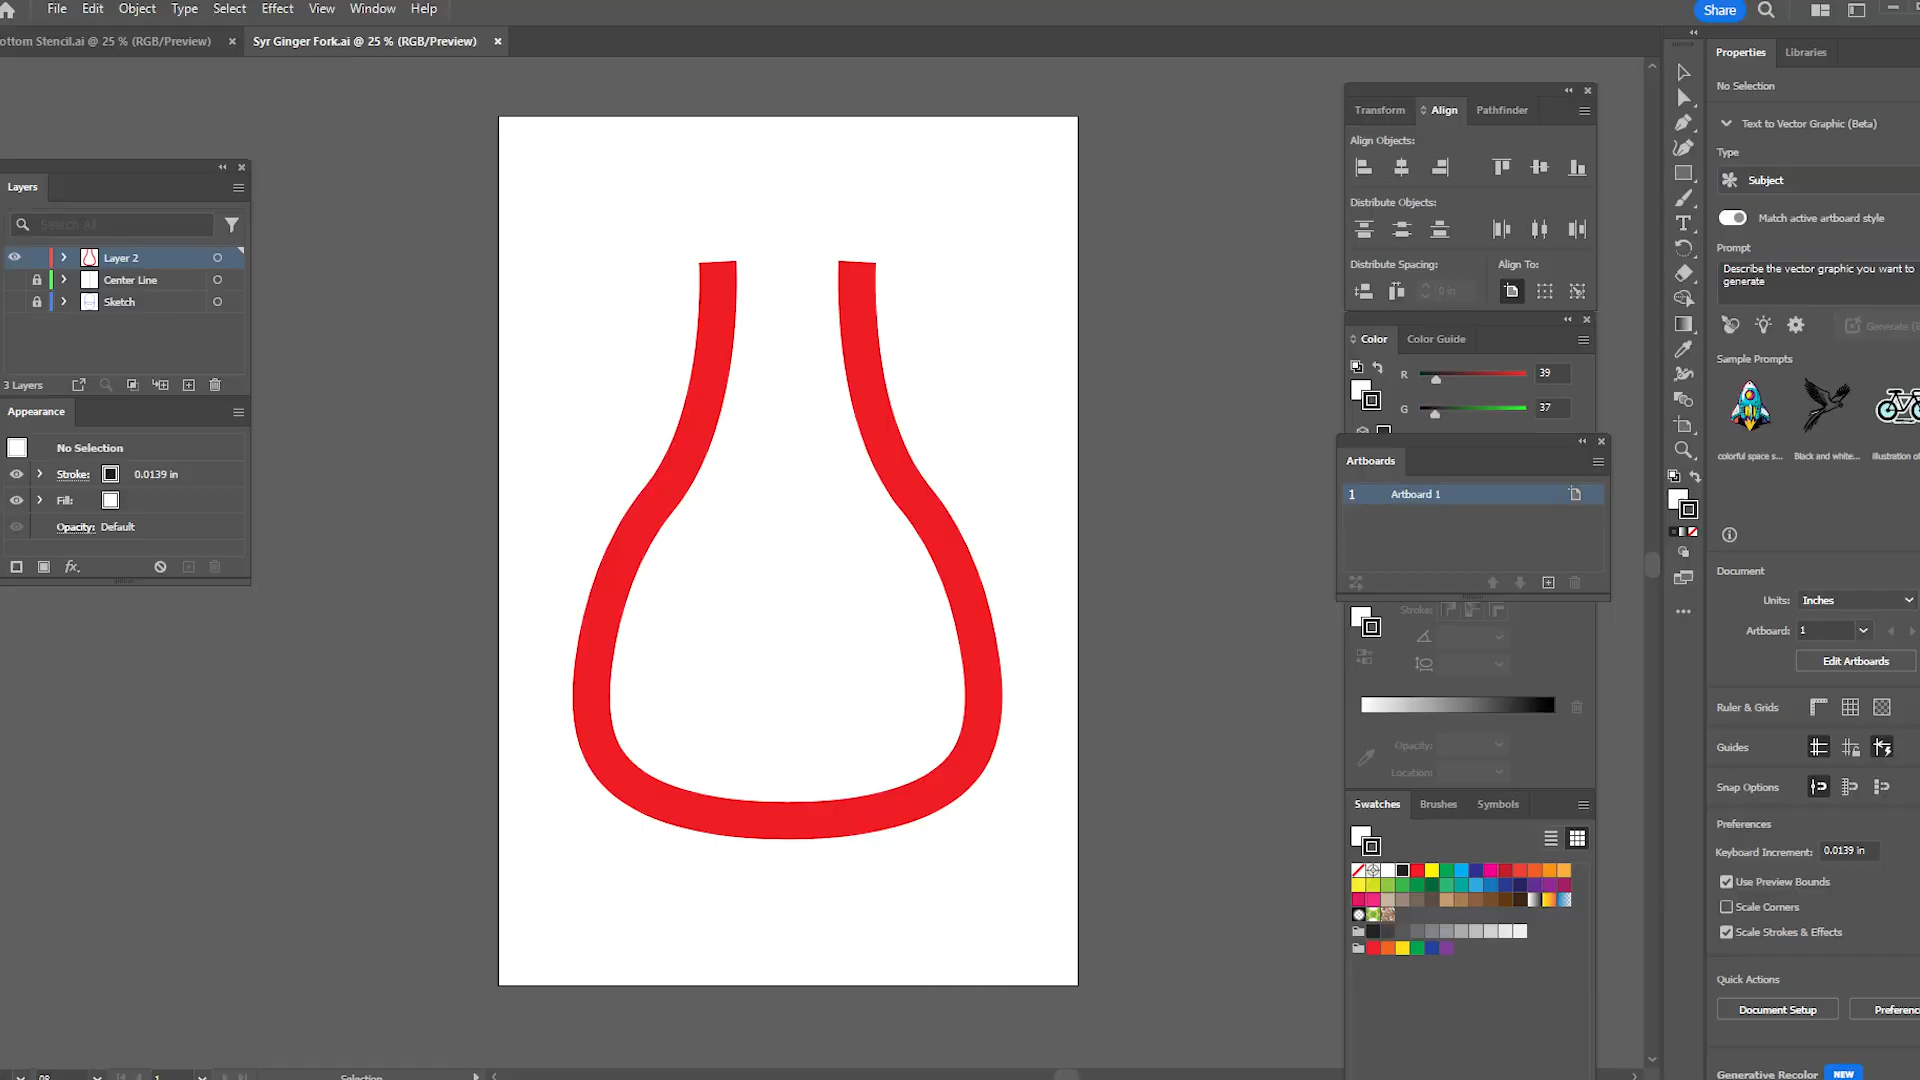 File Edit Object Type Select Effect View Window Help
Share
ottom Stencil.ai @ 25 % (RGB/Preview)
Syr Ginger Fork.ai @ 25 % (RGB/Preview)
Layers
Search All
Layer 2
Center Line
Sketch
3 Layers
Appearance
No Selection
Stroke: 0.0139 in
Fill:
Opacity: Default
fx.
Transform Align Pathfinder
Align Objects:
Distribute Objects:
Distribute Spacing: Align To:
0 in
Color Color Guide
R 39
G 37
Artboards
1 Artboard 1
Stroke:
Opacity:
Location:
Swatches Brushes Symbols
Properties Libraries
No Selection
Text to Vector Graphic (Beta)
Type
Subject
Match active artboard style
Prompt
Describe the vector graphic you want to
generate
Generate (B
Sample Prompts
colorful space s... Black and white... illustration o
Document
Units: Inches
Artboard: 1
Edit Artboards
Ruler & Grids
Guides
Snap Options
Preferences
Keyboard Increment: 0.0139 in
Use Preview Bounds
Scale Corners
Scale Strokes & Effects
Quick Actions
Document Setup Preferenc
Generative Recolor NEW
Selection